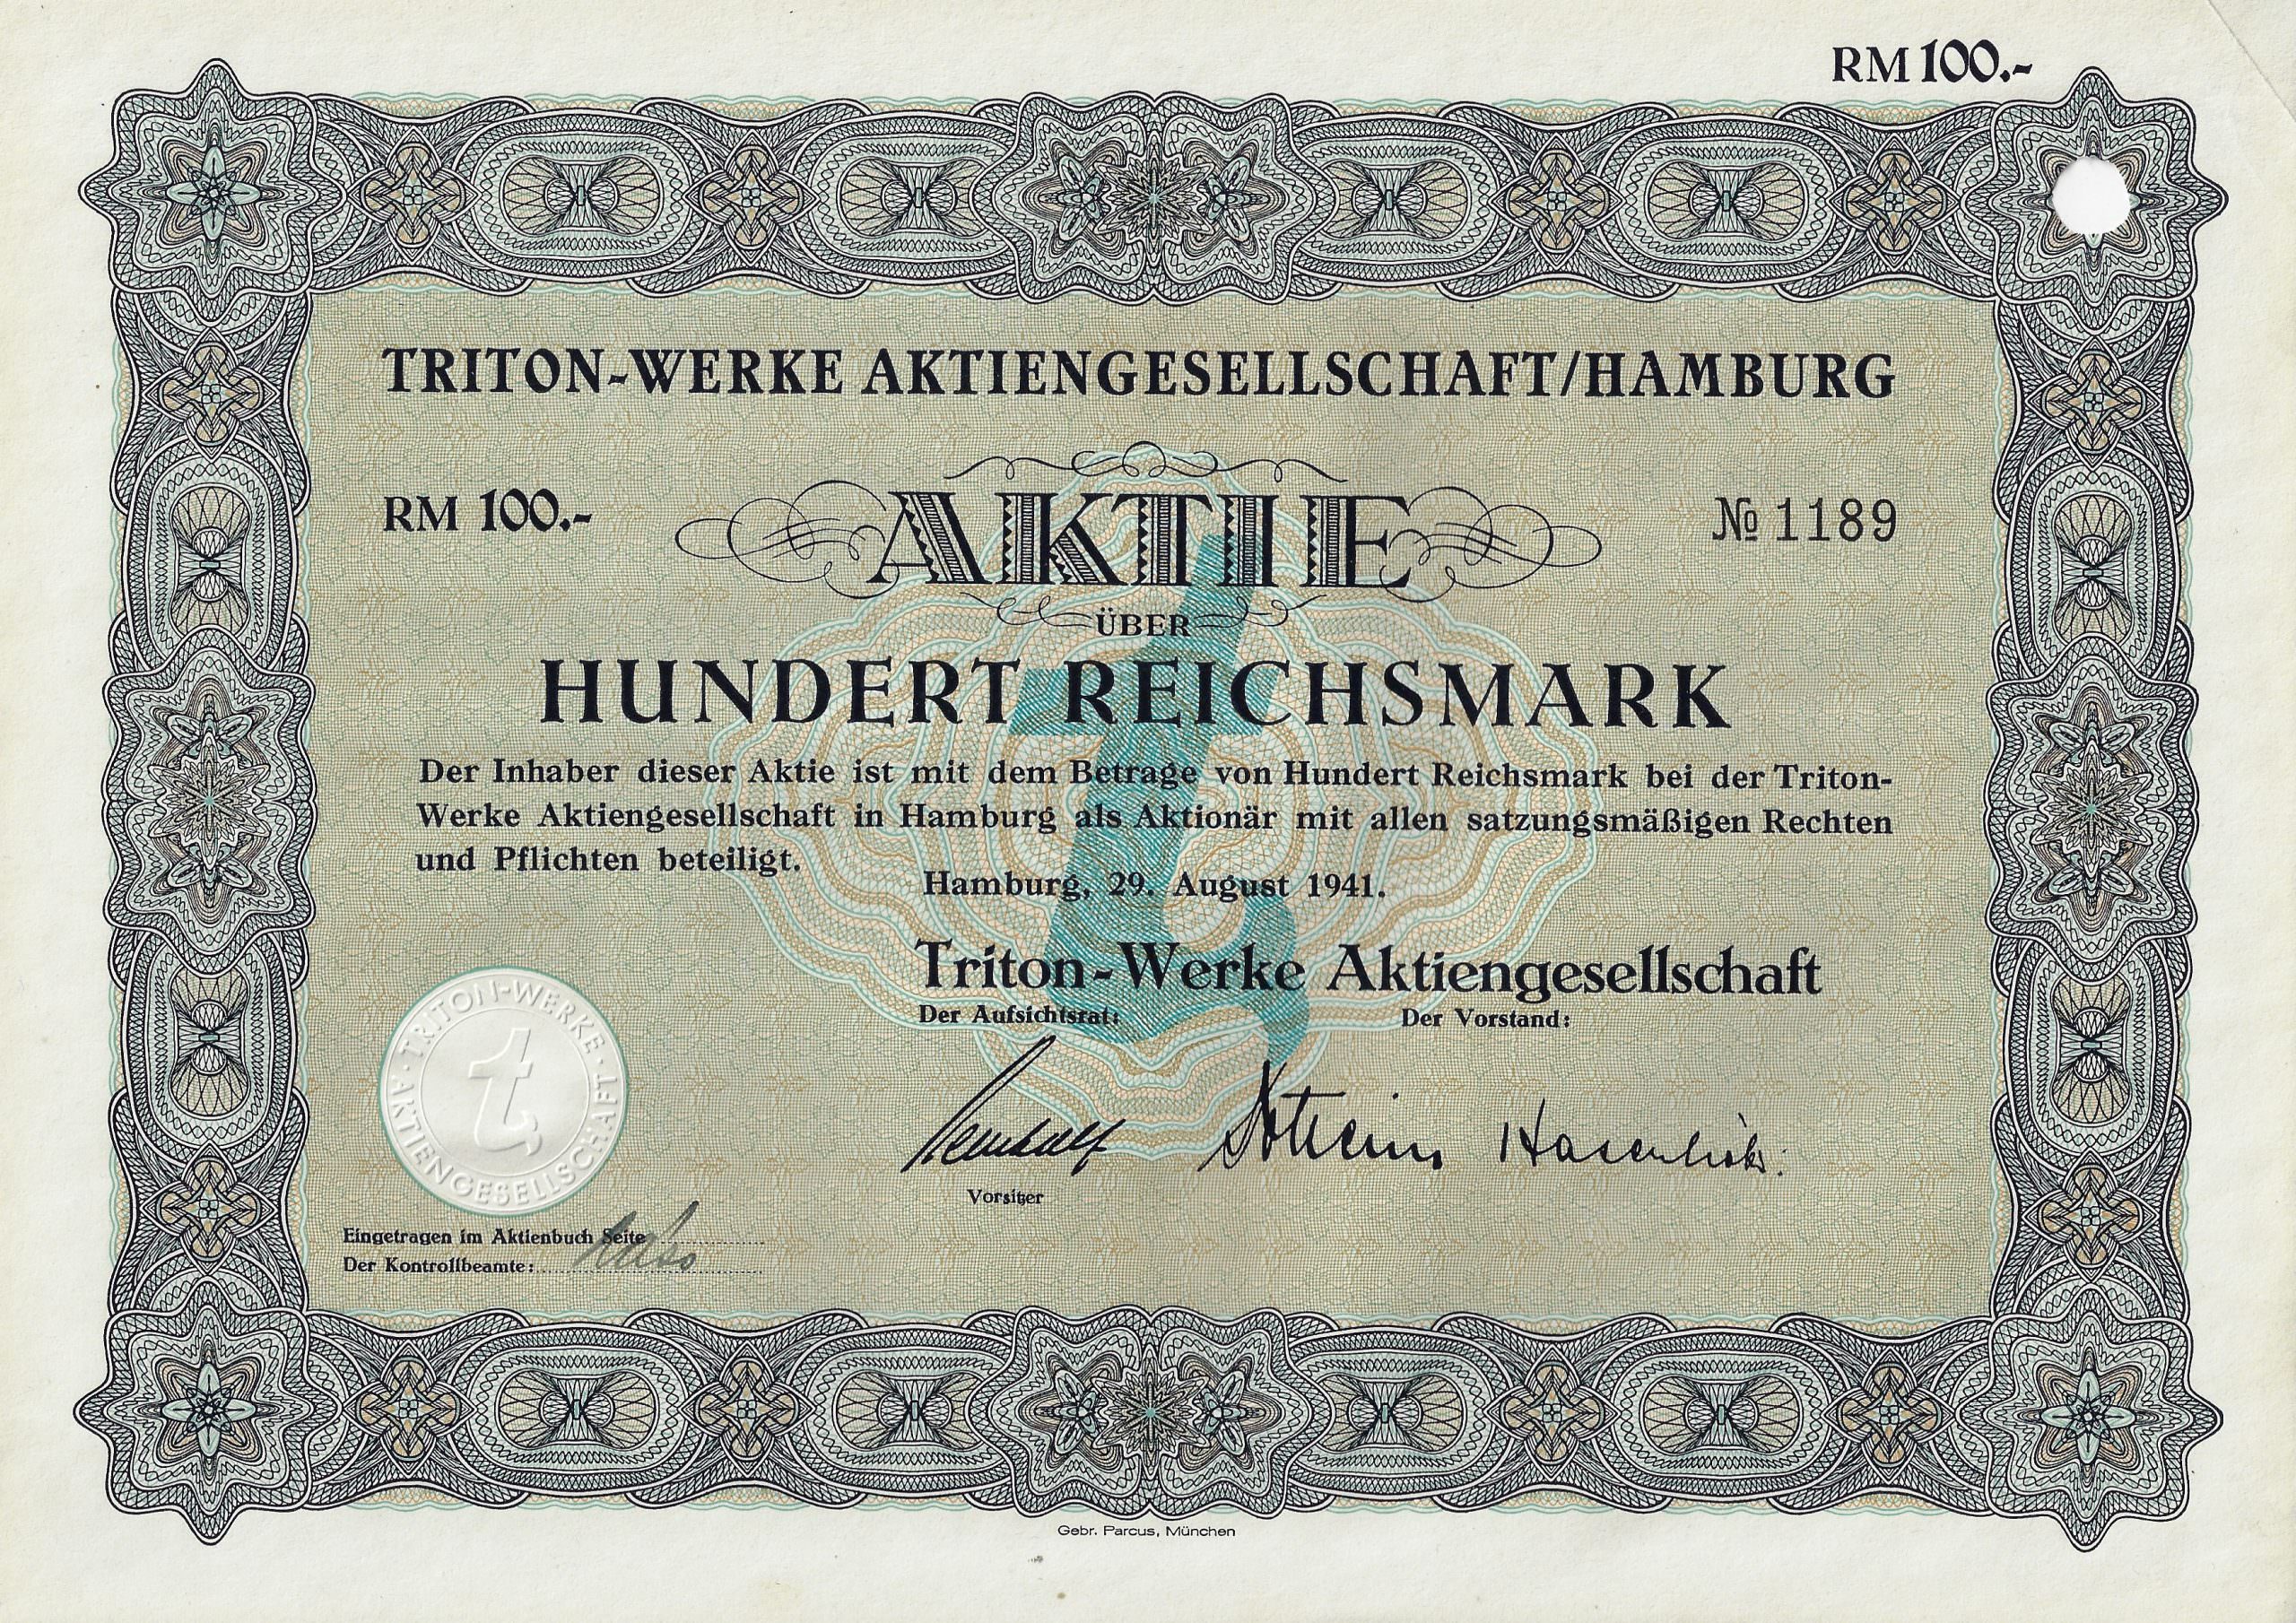 RM 100.-
TRITON-WERKE AKTIENGESELLSCHAFT/HAMBURG
RM 100.-
AKTIE
№ 1189
ÜBER
HUNDERT REICHSMARK
Der Inhaber dieser Aktie ist mit dem Betrage von Hundert Reichsmark bei der Triton-
Werke Aktiengesellschaft in Hamburg als Aktionär mit allen satzungsmäßigen Rechten
und Pflichten beteiligt.
Hamburg, 29. August 1941.
Triton-Werke Aktiengesellschaft
Der Aufsichtsrat:
Der Vorstand:
TRITON-WERKE · AKTIENGESELLSCHAFT ·
t
Vorsitzer
Eingetragen im Aktienbuch Seite
Der Kontrollbeamte:
Gebr. Parcus, München